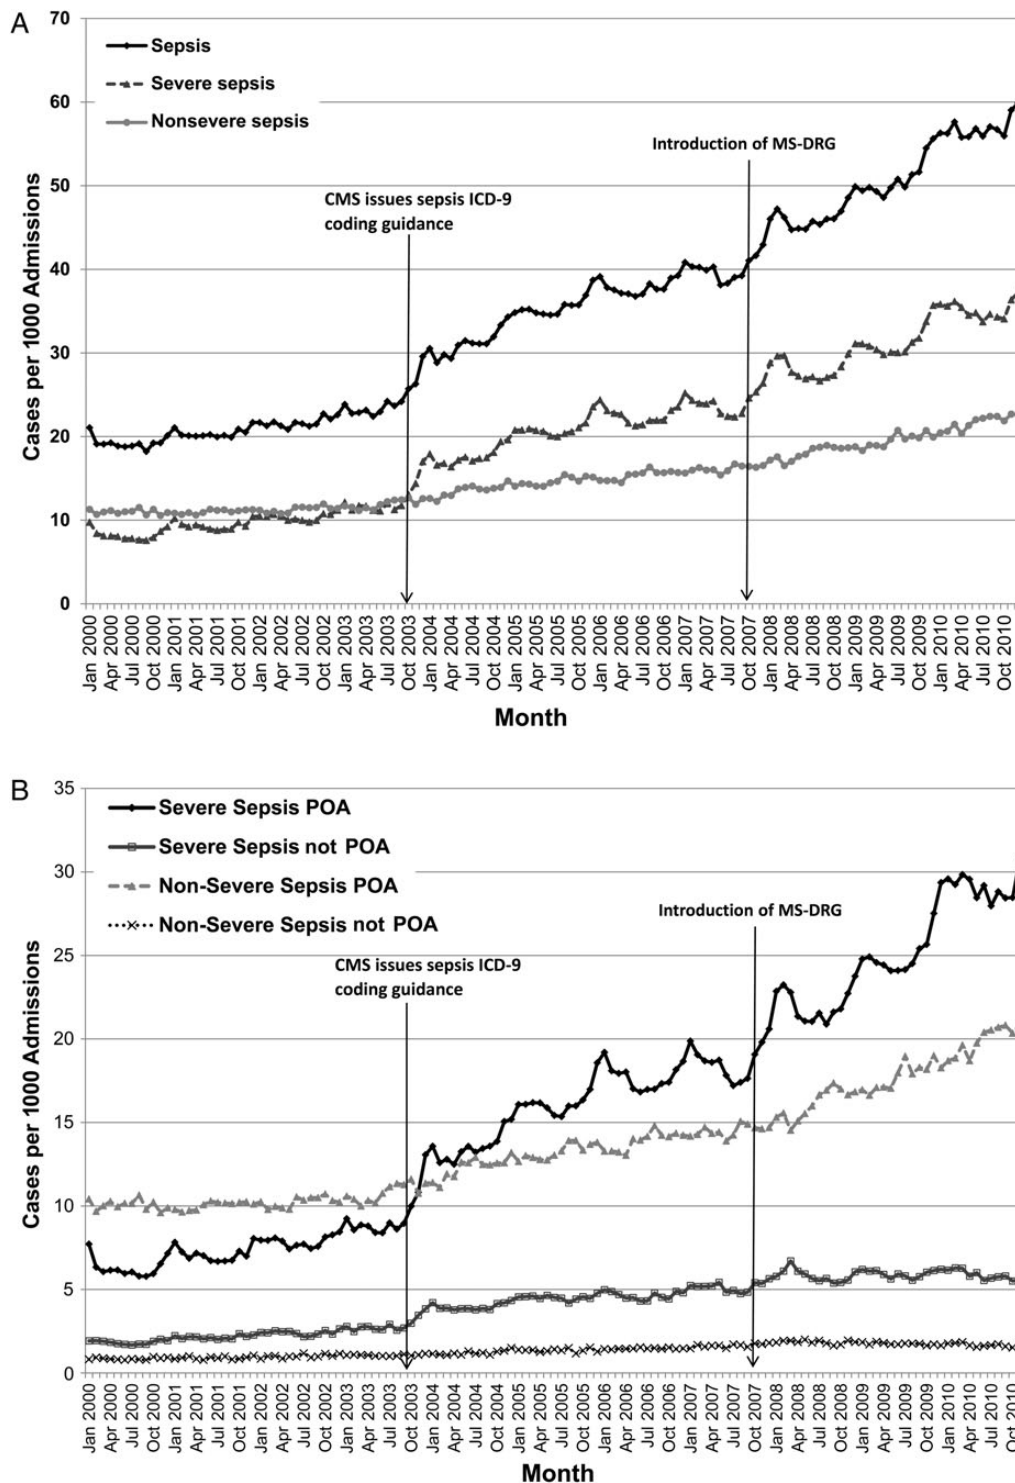 A
70
60
50
40
30
20
10
0
Cases per 1000 Admissions
Sepsis
Severe sepsis
Nonsevere sepsis
CMS issues sepsis ICD-9
coding guidance
Introduction of MS-DRG
Jan 2000
Apr 2000
Jul 2000
Oct 2000
Jan 2001
Apr 2001
Jul 2001
Oct 2001
Jan 2002
Apr 2002
Jul 2002
Oct 2002
Jan 2003
Apr 2003
Jul 2003
Oct 2003
Jan 2004
Apr 2004
Jul 2004
Oct 2004
Jan 2005
Apr 2005
Jul 2005
Oct 2005
Jan 2006
Apr 2006
Jul 2006
Oct 2006
Jan 2007
Apr 2007
Jul 2007
Oct 2007
Jan 2008
Apr 2008
Jul 2008
Oct 2008
Jan 2009
Apr 2009
Jul 2009
Oct 2009
Jan 2010
Apr 2010
Jul 2010
Oct 2010
Month
B
35
30
25
20
15
10
5
0
Cases per 1000 Admissions
Severe Sepsis POA
Severe Sepsis not POA
Non-Severe Sepsis POA
Non-Severe Sepsis not POA
CMS issues sepsis ICD-9
coding guidance
Introduction of MS-DRG
Jan 2000
Apr 2000
Jul 2000
Oct 2000
Jan 2001
Apr 2001
Jul 2001
Oct 2001
Jan 2002
Apr 2002
Jul 2002
Oct 2002
Jan 2003
Apr 2003
Jul 2003
Oct 2003
Jan 2004
Apr 2004
Jul 2004
Oct 2004
Jan 2005
Apr 2005
Jul 2005
Oct 2005
Jan 2006
Apr 2006
Jul 2006
Oct 2006
Jan 2007
Apr 2007
Jul 2007
Oct 2007
Jan 2008
Apr 2008
Jul 2008
Oct 2008
Jan 2009
Apr 2009
Jul 2009
Oct 2009
Jan 2010
Apr 2010
Jul 2010
Oct 2010
Month